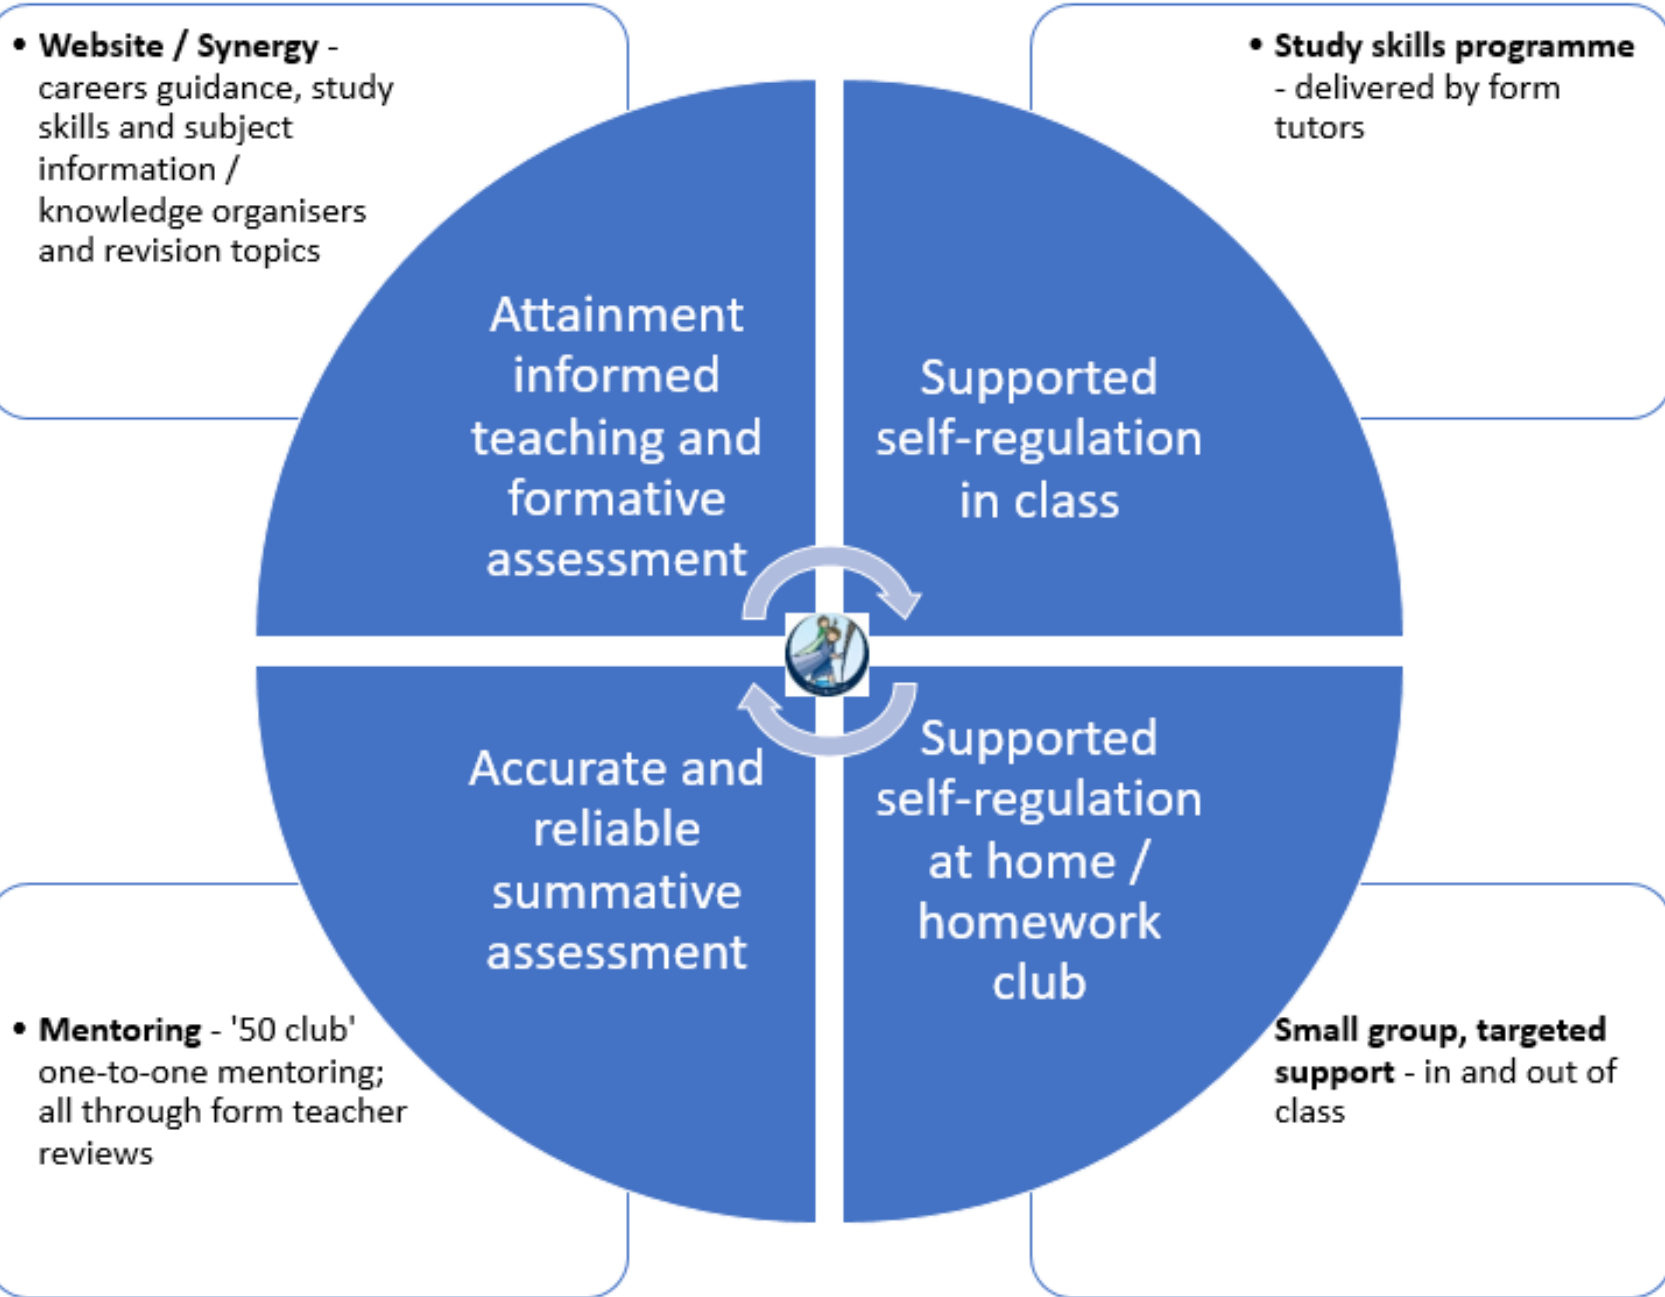 • Website / Synergy -
careers guidance, study
skills and subject
information /
knowledge organisers
and revision topics
• Study skills programme
- delivered by form
tutors
Attainment
informed
teaching and
formative
assessment
Supported
self-regulation
in class
Accurate and
reliable
summative
assessment
Supported
self-regulation
at home /
homework
club
• Mentoring - '50 club'
one-to-one mentoring;
all through form teacher
reviews
Small group, targeted
support - in and out of
class